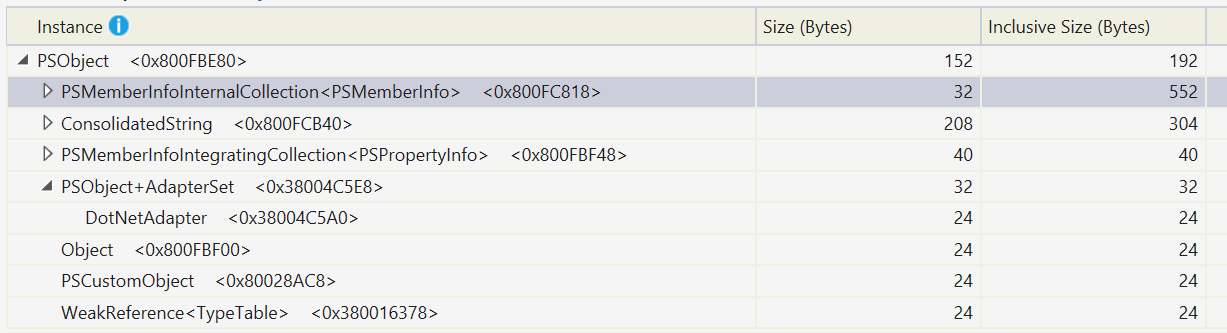 Instance Size (Bytes) Inclusive Size (Bytes)
PSObject <0x800FBE80> 152 192
PSMemberInfoInternalCollection<PSMemberInfo> <0x800FC818> 32 552
ConsolidatedString <0x800FCB40> 208 304
PSMemberInfoIntegratingCollection<PSPropertyInfo> <0x800FBF48> 40 40
PSObject+AdapterSet <0x38004C5E8> 32 32
DotNetAdapter <0x38004C5A0> 24 24
Object <0x800FBF00> 24 24
PSCustomObject <0x80028AC8> 24 24
WeakReference<TypeTable> <0x380016378> 24 24